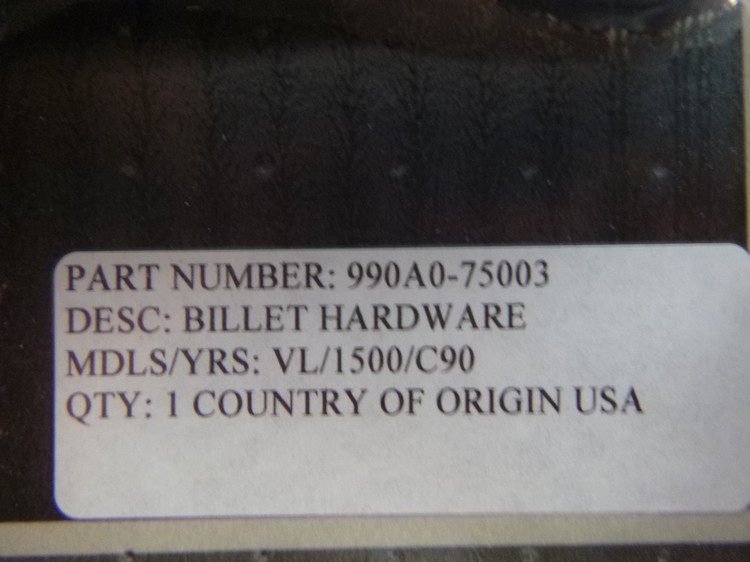 PART NUMBER: 990A0-75003
DESC: BILLET HARDWARE
MDLS/YRS: VL/1500/C90
QTY: 1 COUNTRY OF ORIGIN USA